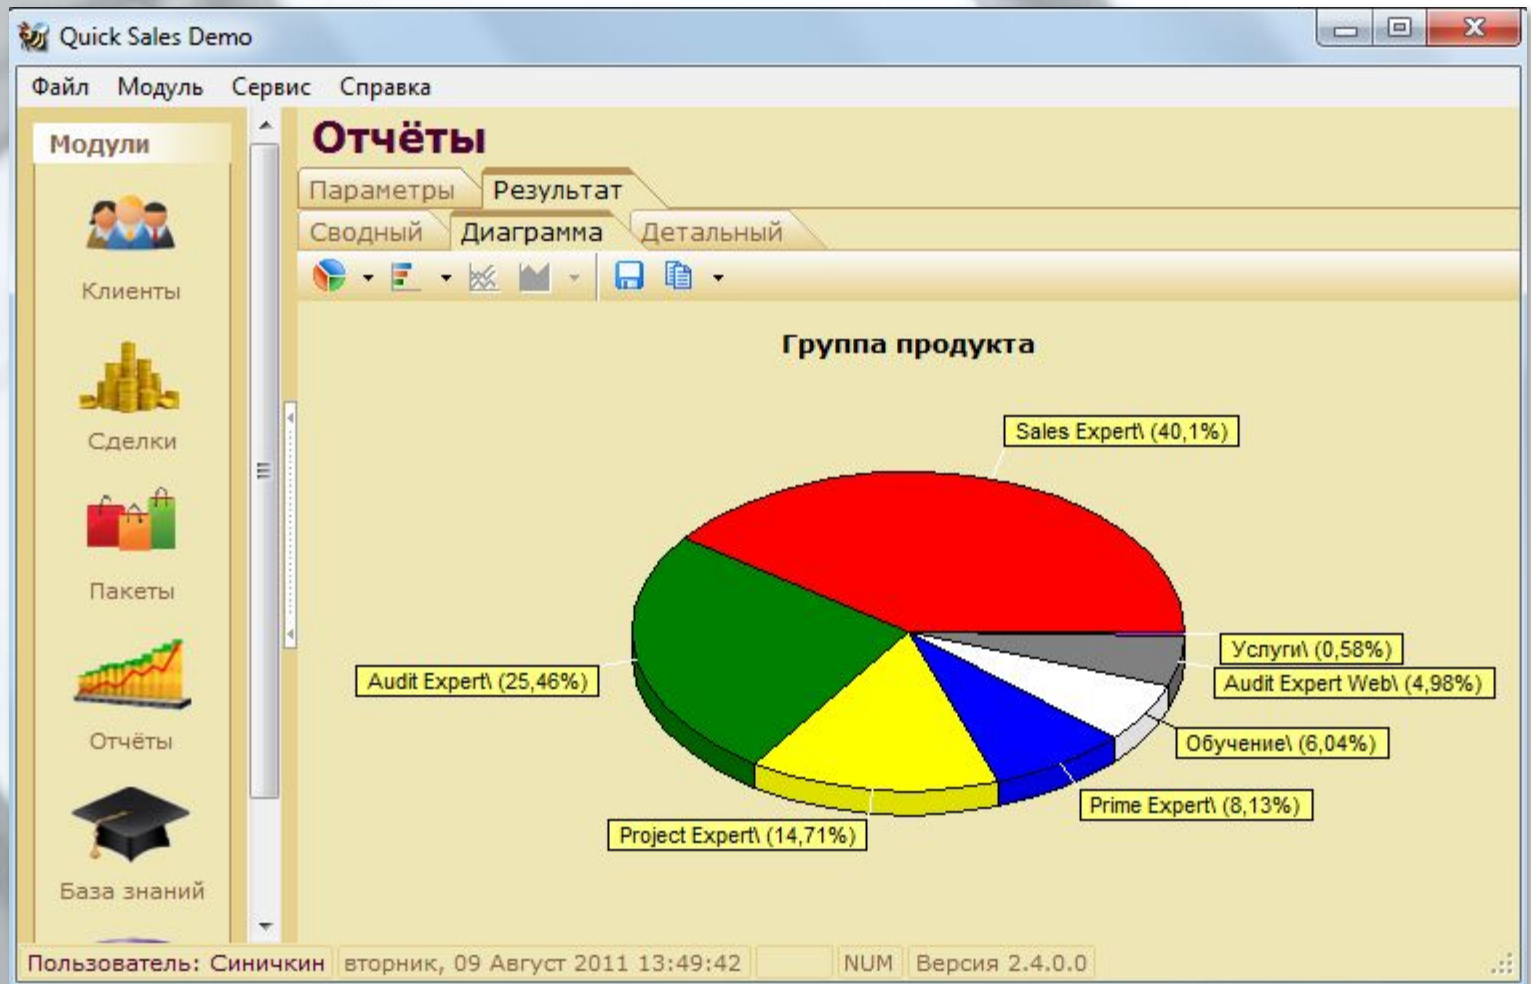 Quick Sales Demo
Файл Модуль Сервис Справка
Модули
Клиенты
Сделки
Пакеты
Отчёты
База знаний
Отчёты
Параметры Результат
Сводный Диаграмма Детальный
Группа продукта
Sales Expert\ (40,1%)
Услуги\ (0,58%)
Audit Expert\ (25,46%)
Audit Expert Web\ (4,98%)
Обучение\ (6,04%)
Prime Expert\ (8,13%)
Project Expert\ (14,71%)
Пользователь: Синичкин вторник, 09 Август 2011 13:49:42 NUM Версия 2.4.0.0